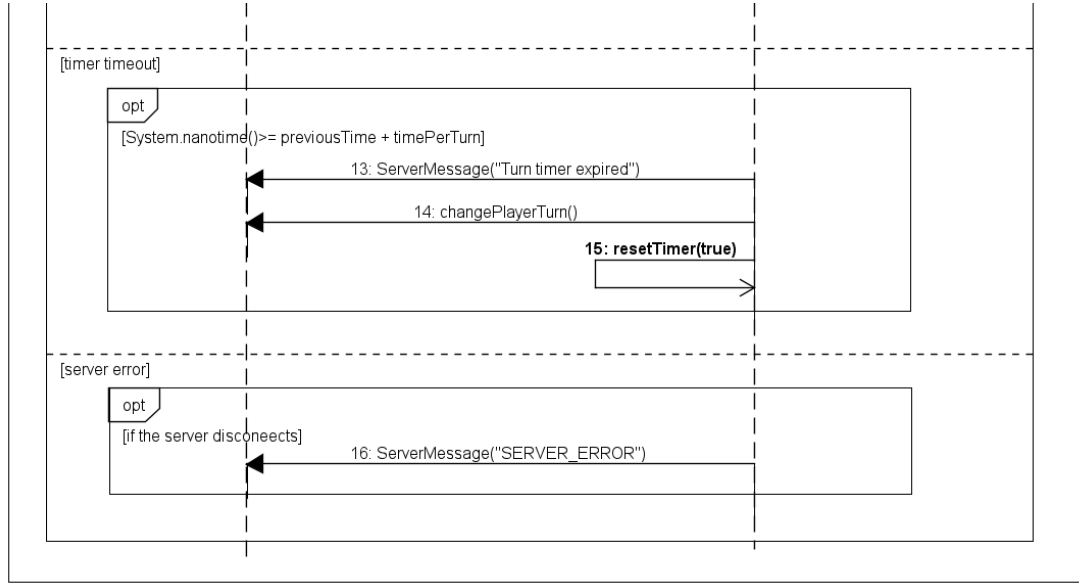 [timer timeout]
opt
[System.nanotime()>= previousTime + timePerTurn]
13: ServerMessage("Turn timer expired")
14: changePlayerTurn()
15: resetTimer(true)
[server error]
opt
[if the server disconeects]
16: ServerMessage("SERVER_ERROR")